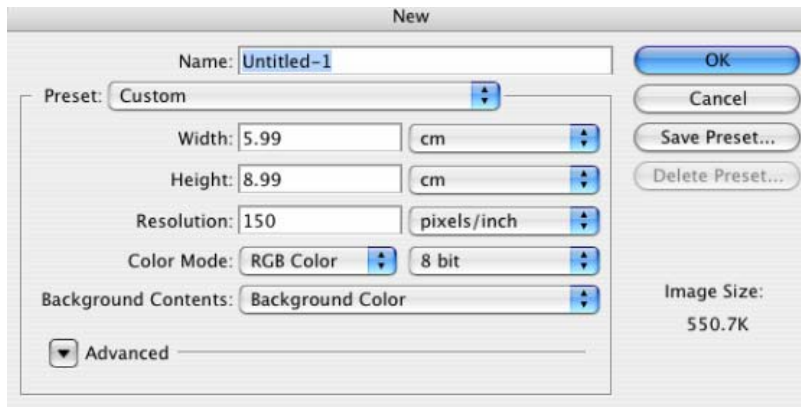 New
Name: Untitled-1
OK
Preset: Custom
Cancel
Width: 5.99 cm
Save Preset...
Height: 8.99 cm
Delete Preset...
Resolution: 150 pixels/inch
Color Mode: RGB Color 8 bit
Background Contents: Background Color
Image Size:
550.7K
Advanced